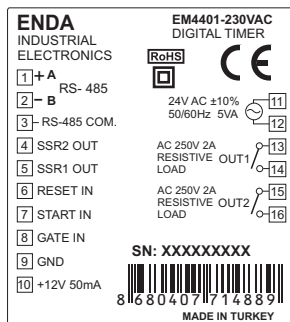 ENDA
INDUSTRIAL
ELECTRONICS
EM4401-230VAC
DIGITAL TIMER
RoHS
CE
1 + A
RS- 485
2 - B
3 RS-485 COM.
4 SSR2 OUT
5 SSR1 OUT
6 RESET IN
7 START IN
8 GATE IN
9 GND
10 +12V 50mA
24V AC ±10%
50/60Hz 5VA
11
12
AC 250V 2A
RESISTIVE OUT1
LOAD
13
14
AC 250V 2A
RESISTIVE OUT2
LOAD
15
16
SN: XXXXXXXXX
8 680407 714889
MADE IN TURKEY